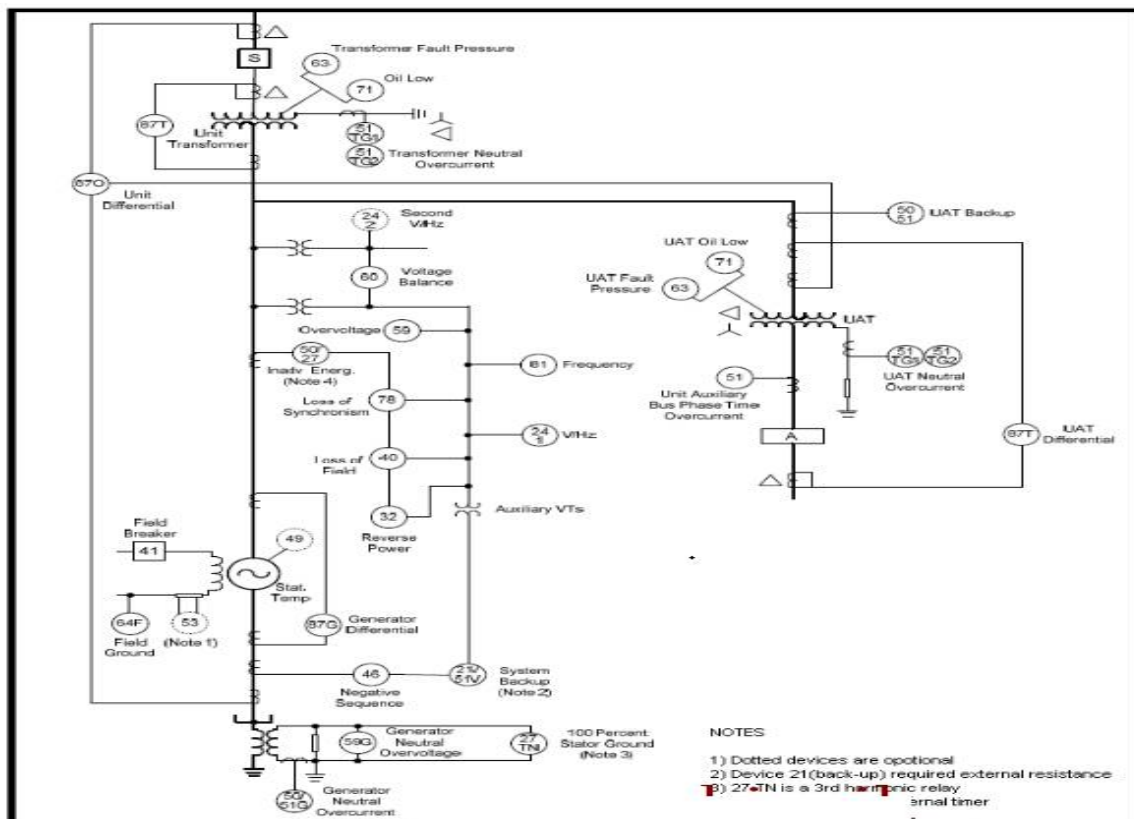 S
Transformer Fault Pressure
63
Oil Low
71
87T
Unit
Transformer
51
TG1
51
TG2
Transformer Neutral
Overcurrent
87O
Unit
Differential
24
2
Second
V/Hz
60
Voltage
Balance
50
51
UAT Backup
UAT Oil Low
71
UAT Fault
Pressure
63
UAT
Overvoltage
59
50/
27
Inadv. Energ.
(Note 4)
81
Frequency
51
TG1
51
TG2
UAT Neutral
Overcurrent
51
Unit Auxiliary
Bus Phase Time
Overcurrent
Loss of
Synchronism
78
24
1
V/Hz
A
87T
UAT
Differential
Loss of
Field
40
32
Reverse
Power
Auxiliary VTs
Field
Breaker
41
49
Stat.
Temp
64F
Field
Ground
53
(Note 1)
87G
Generator
Differential
46
Negative
Sequence
21/
51V
System
Backup
(Note 2)
59G
Generator
Neutral
Overvoltage
27
TN
100 Percent
Stator Ground
(Note 3)
50/
51G
Generator
Neutral
Overcurrent
NOTES
1) Dotted devices are opotional
2) Device 21(back-up) required external resistance
3) 27 TN is a 3rd harmonic relay
ernal timer